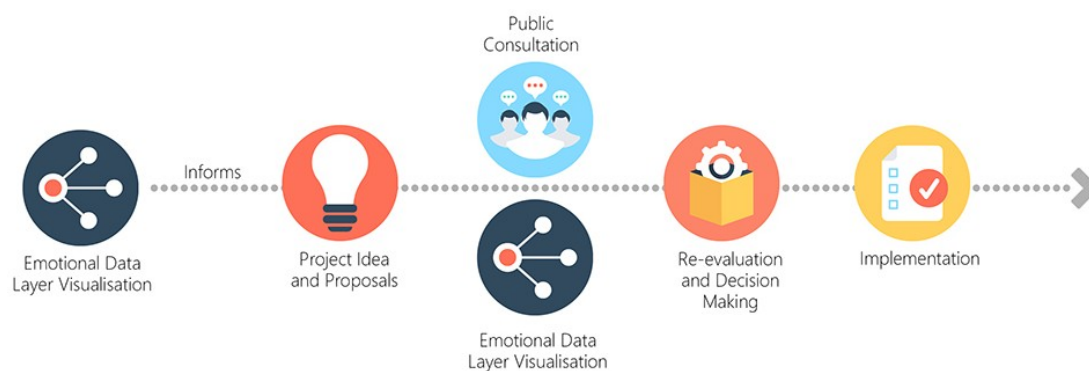 Public
Consultation
Informs
Emotional Data
Layer Visualisation
Project Idea
and Proposals
Re-evaluation
and Decision
Making
Implementation
Emotional Data
Layer Visualisation